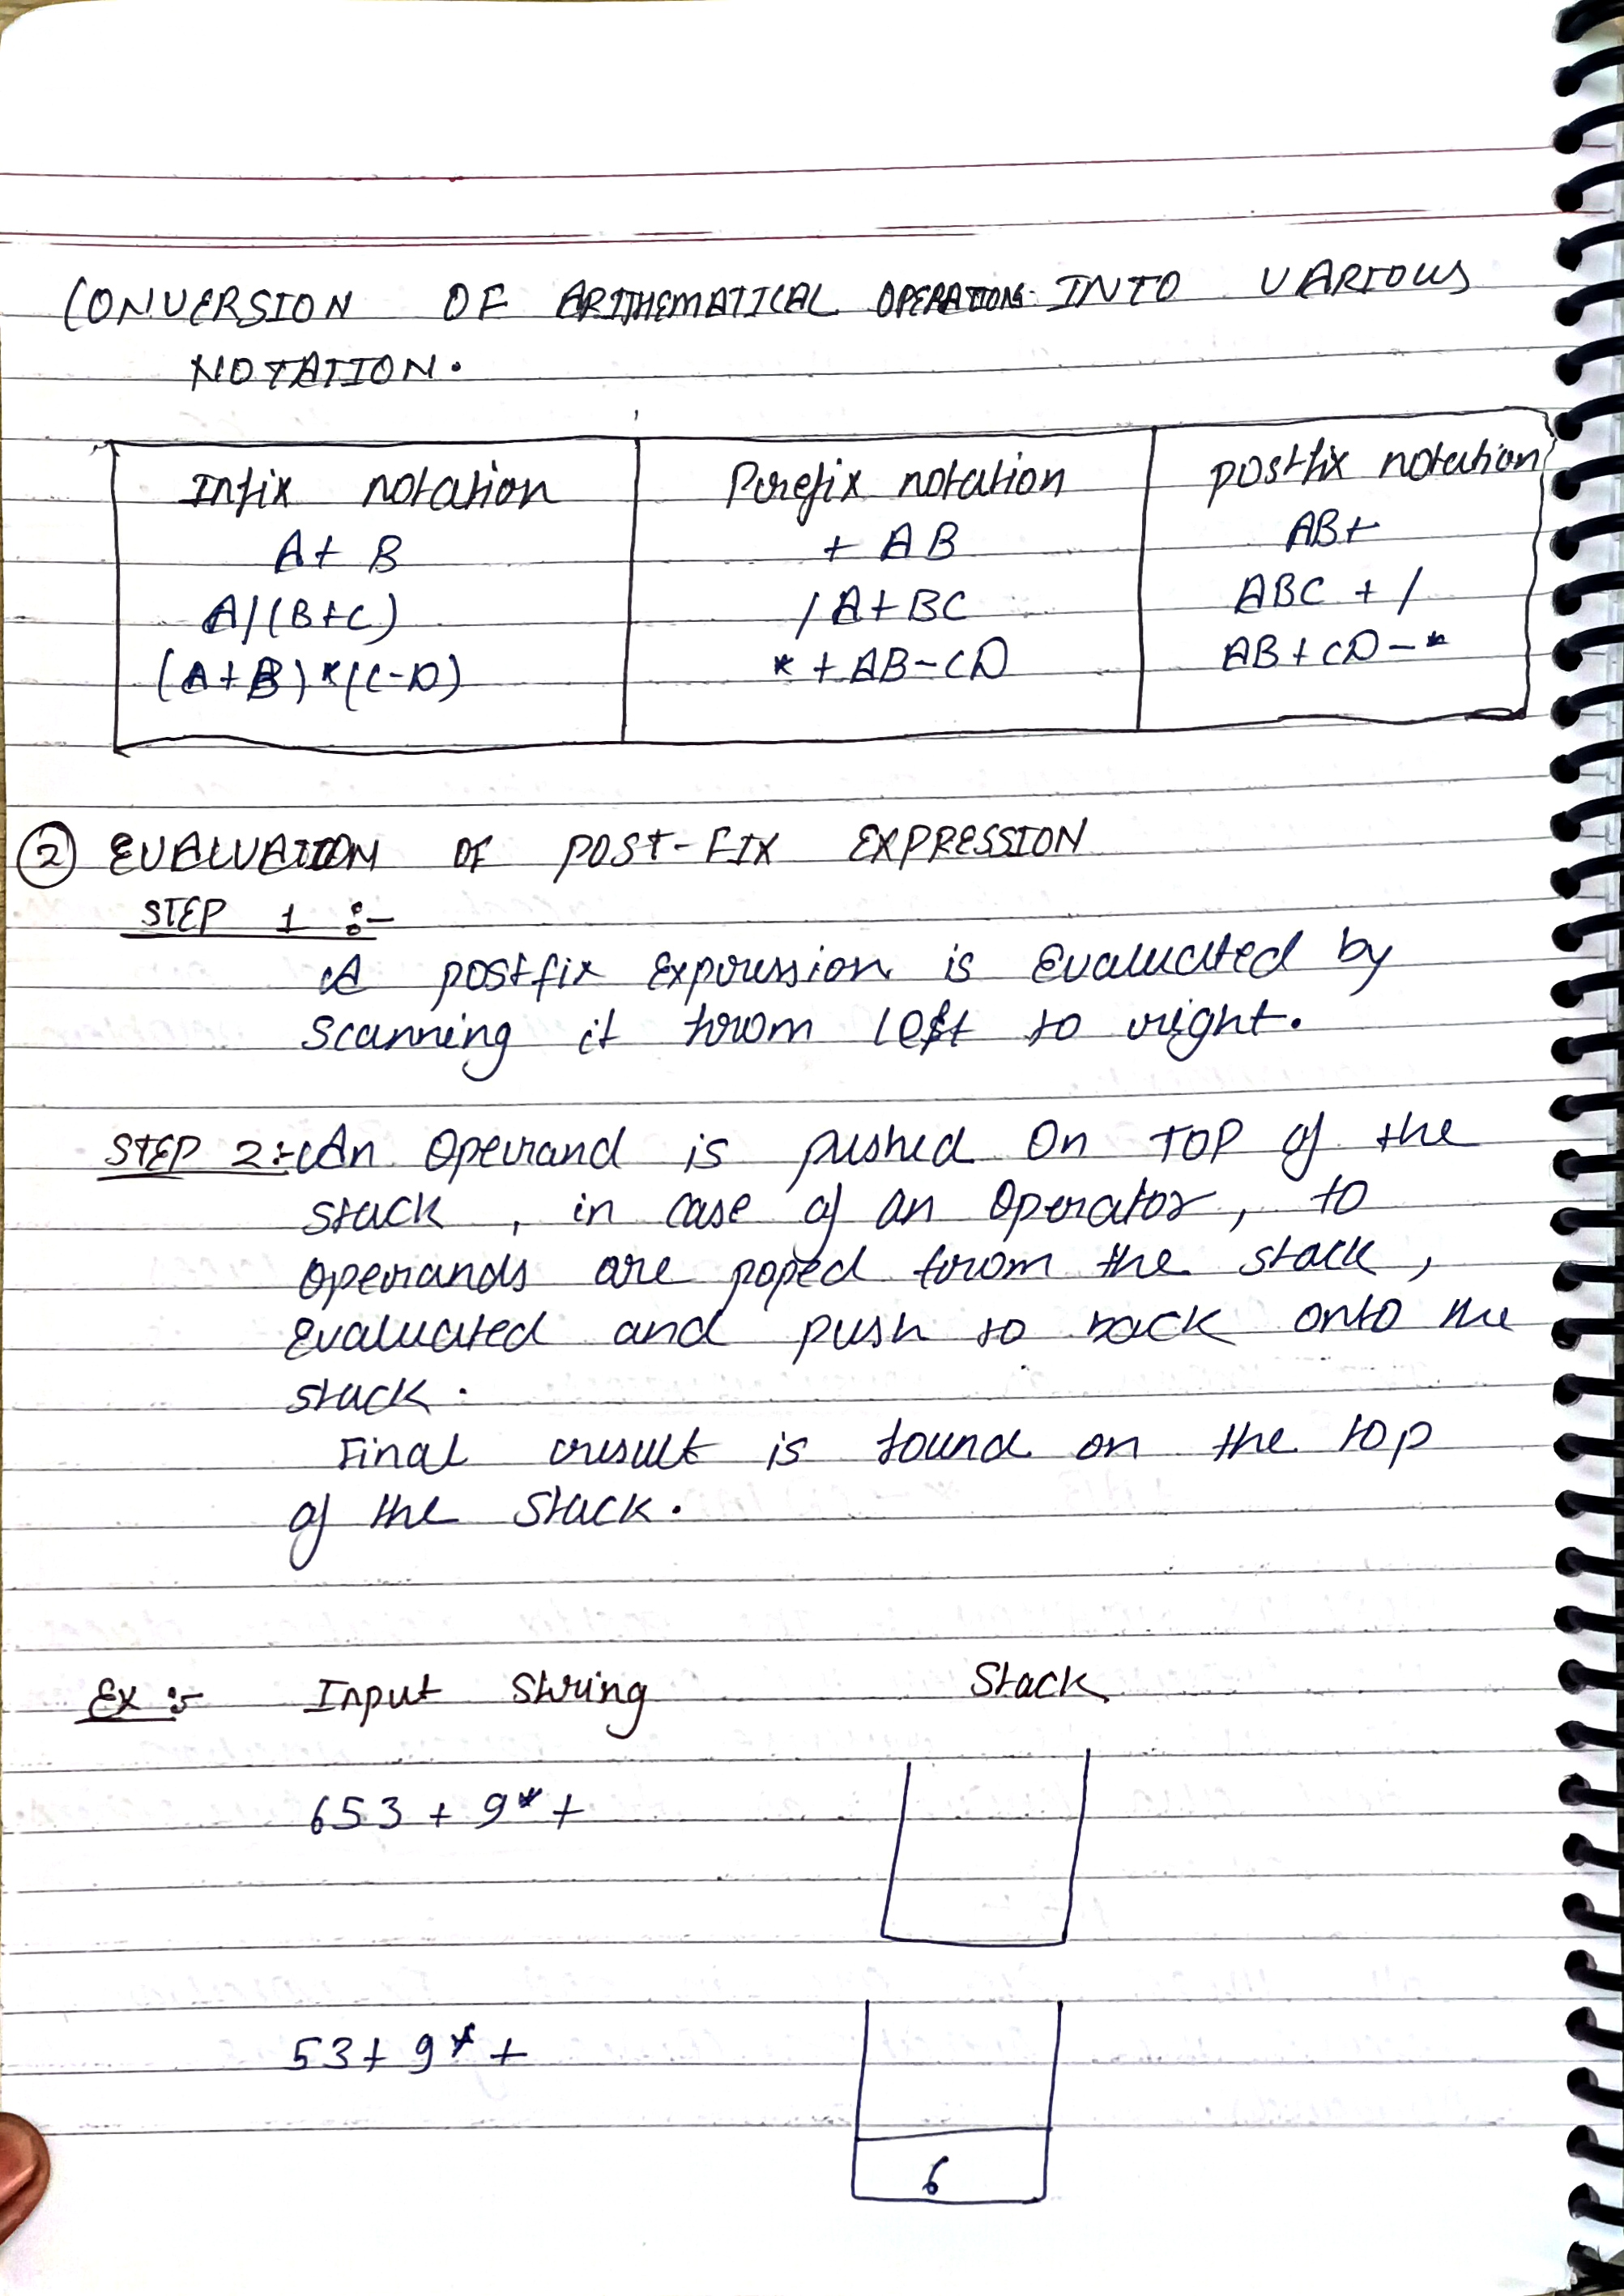 CONVERSION OF ARITHEMATICAL OPERATIONS INTO VARIOUS
NOTATION.
Infix notation Prefix notation postfix notation
A+ B + AB AB+
A/(B+C) / A+BC ABC + /
(A+B)*(C-D) * + AB-CD AB+CD-*
② EVALUATION OF POST-FIX EXPRESSION
STEP 1 :-
A postfix expression is evaluated by
scanning it from left to right.
STEP 2:- An operand is pushed on TOP of the
stack, in case of an operator, to
operands are poped from the stack,
evaluated and push to back onto the
stack.
Final result is found on the top
of the stack.
Ex :- Input string Stack
653 + 9*+
53+ 9*+
6